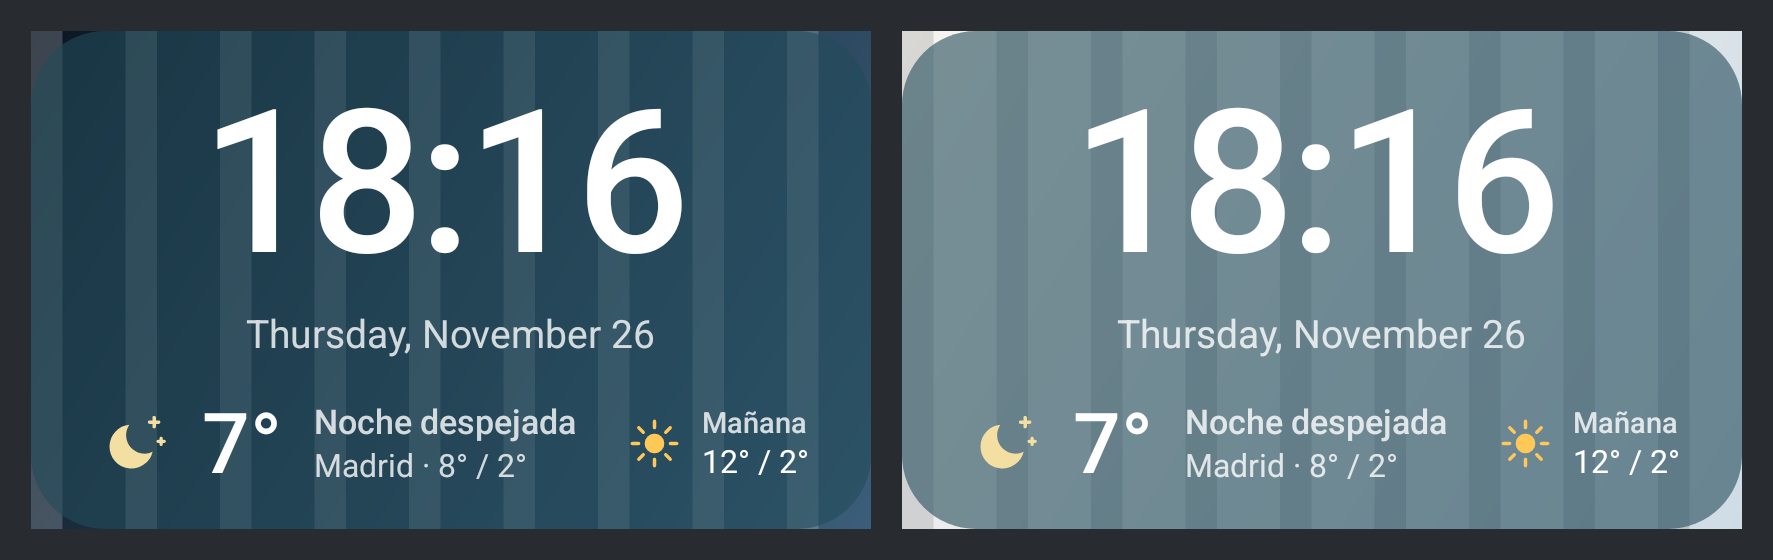 18:16
Thursday, November 26
7°
Noche despejada
Madrid · 8° / 2°
Mañana
12° / 2°
18:16
Thursday, November 26
7°
Noche despejada
Madrid · 8° / 2°
Mañana
12° / 2°